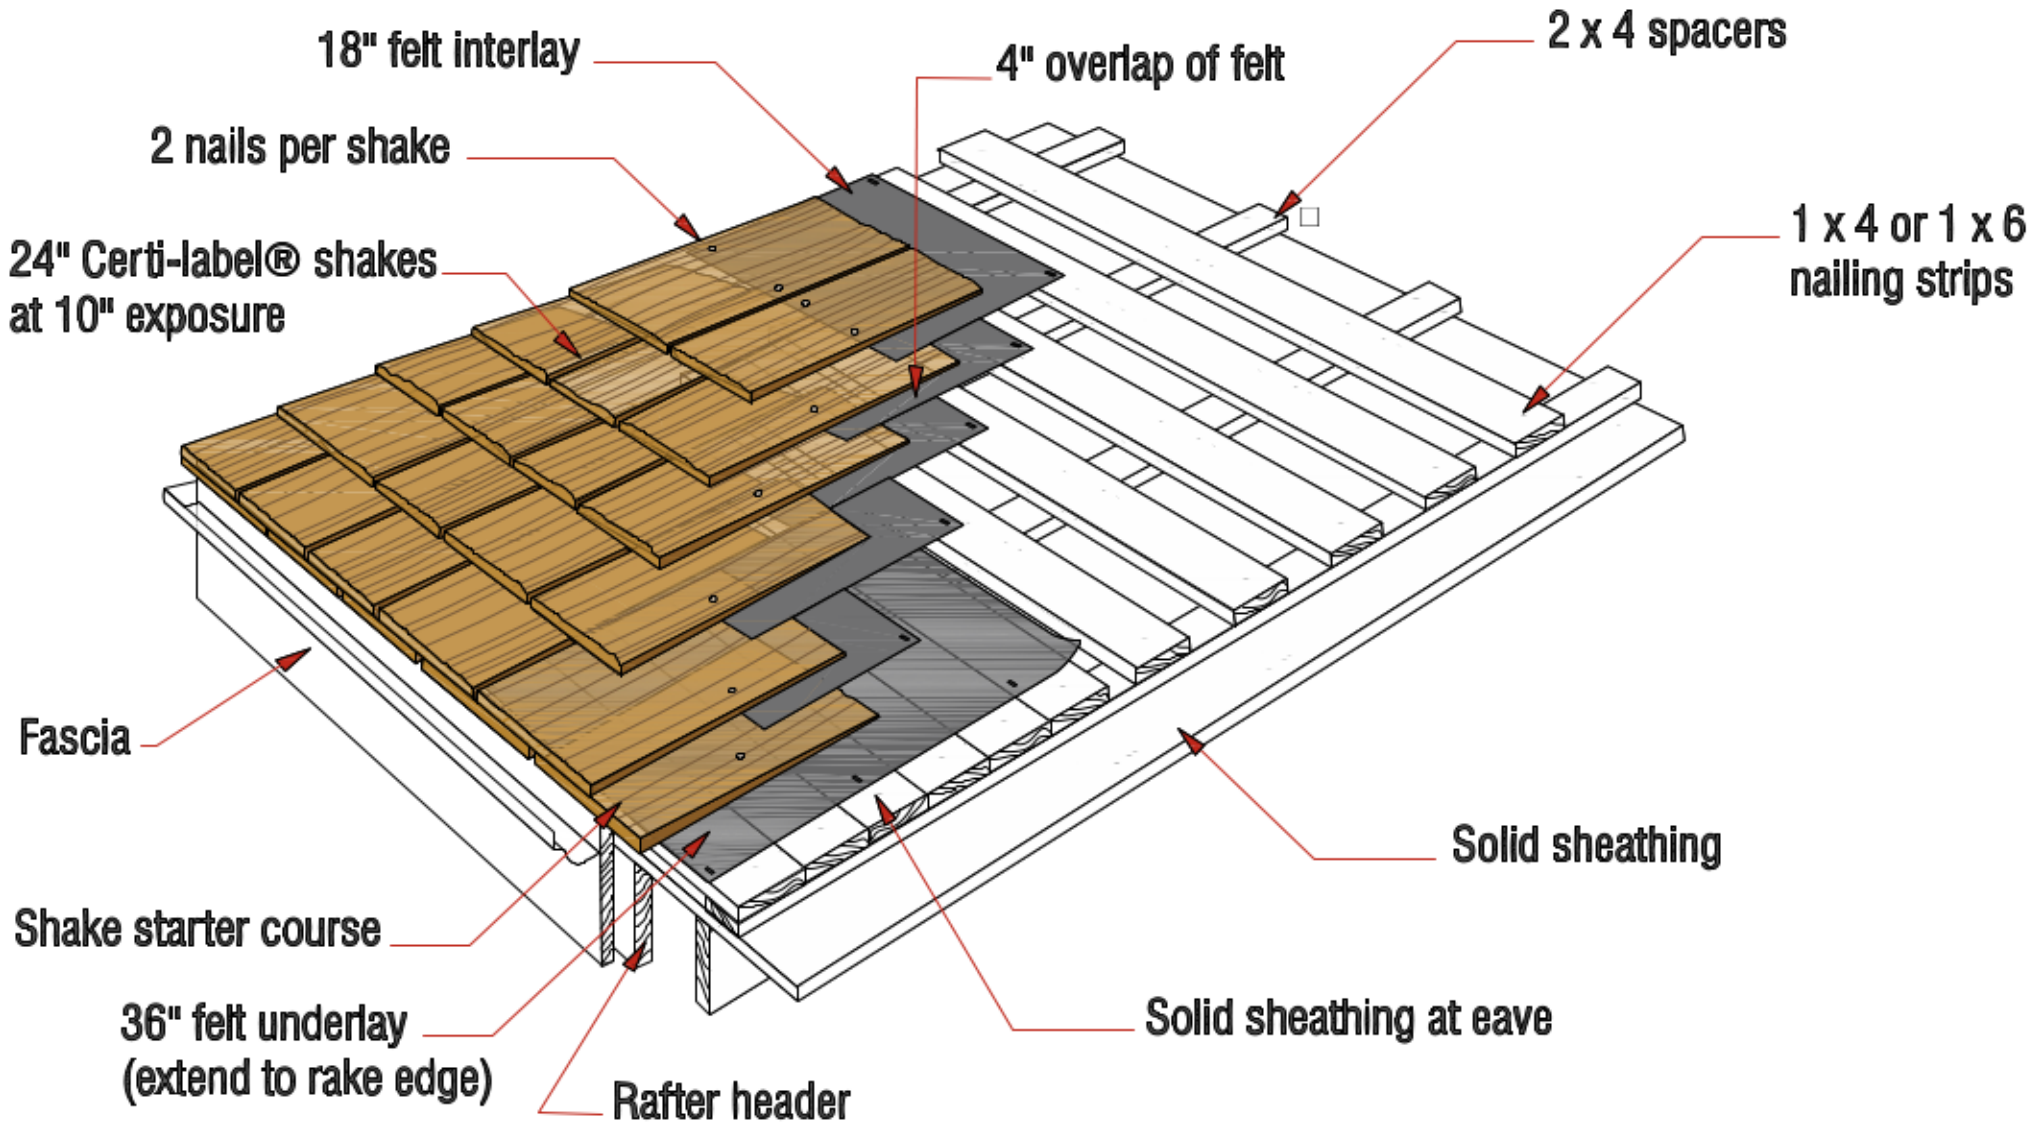 18" felt interlay
4" overlap of felt
2 x 4 spacers
2 nails per shake
24" Certi-label® shakes
at 10" exposure
1 x 4 or 1 x 6
nailing strips
Fascia
Solid sheathing
Shake starter course
36" felt underlay
(extend to rake edge)
Solid sheathing at eave
Rafter header